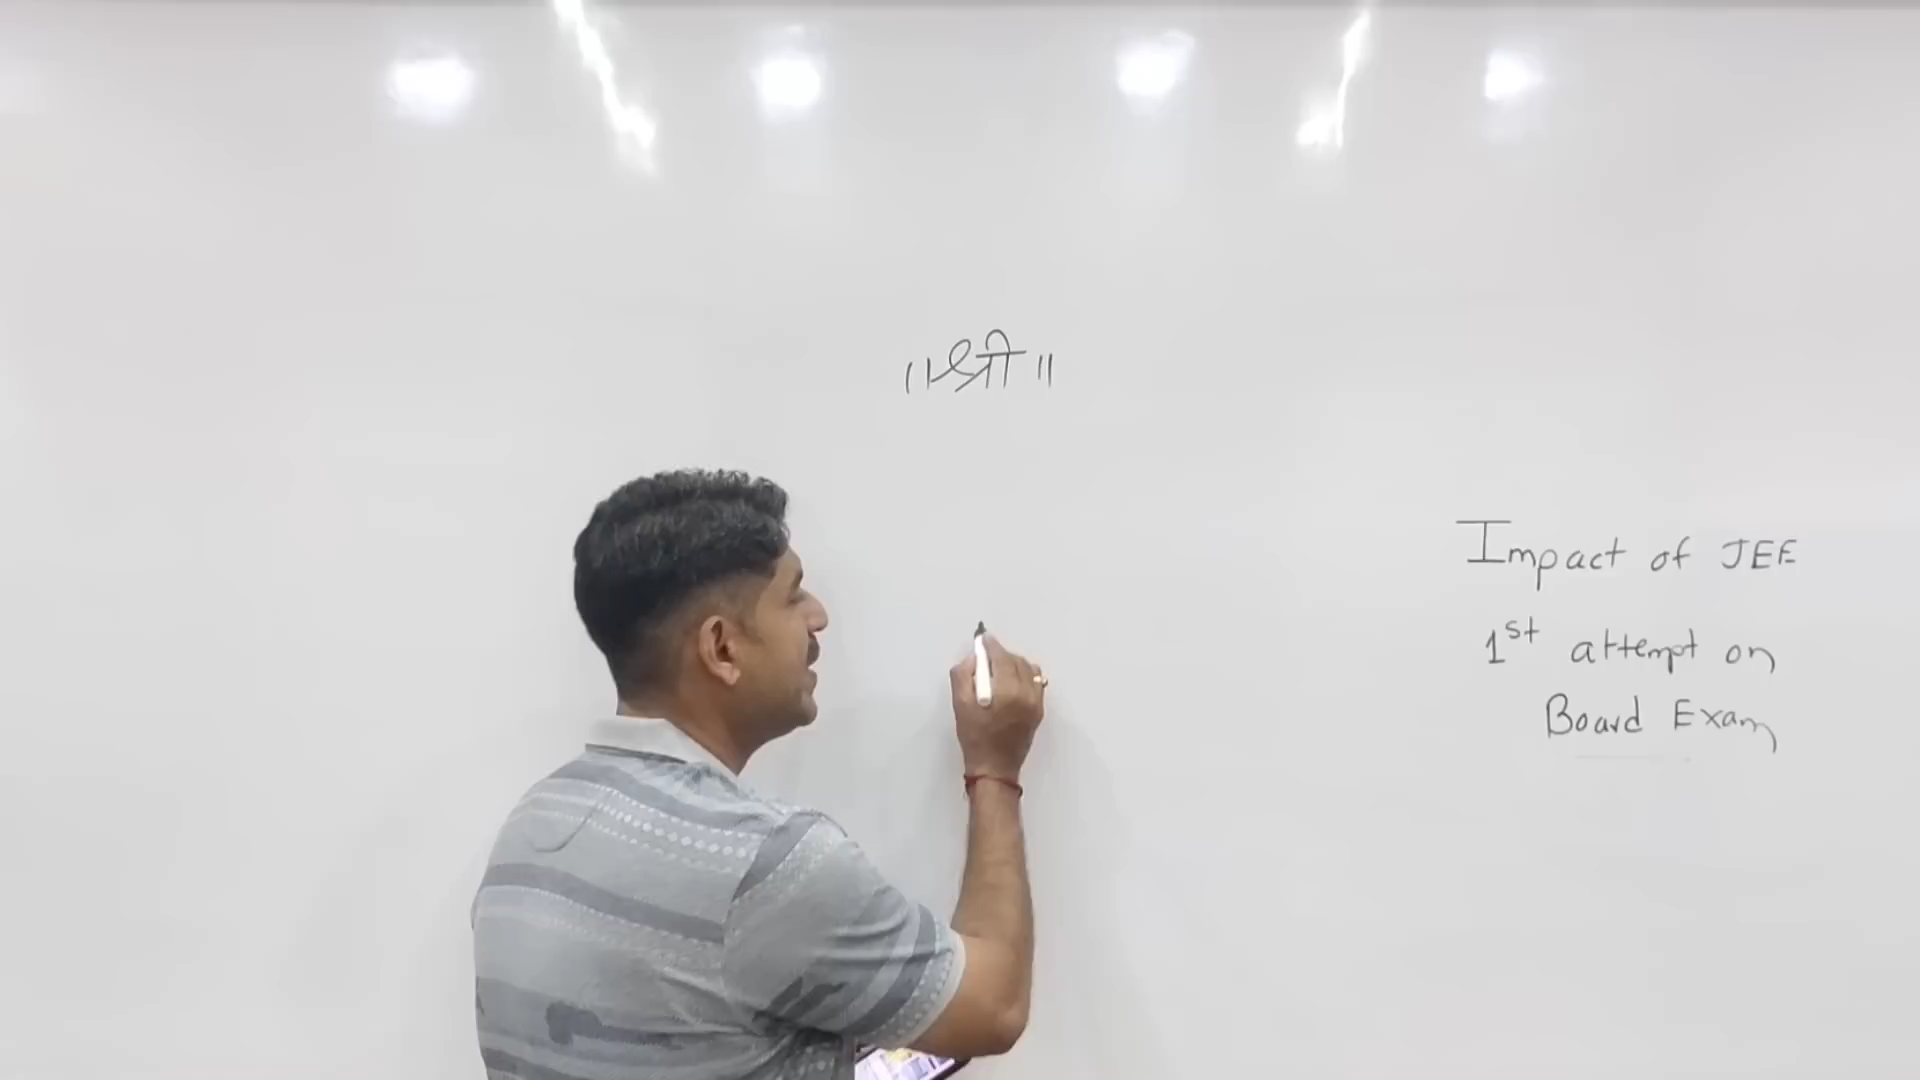 ॥श्री॥
Impact of JEE
1st attempt on
Board Exam